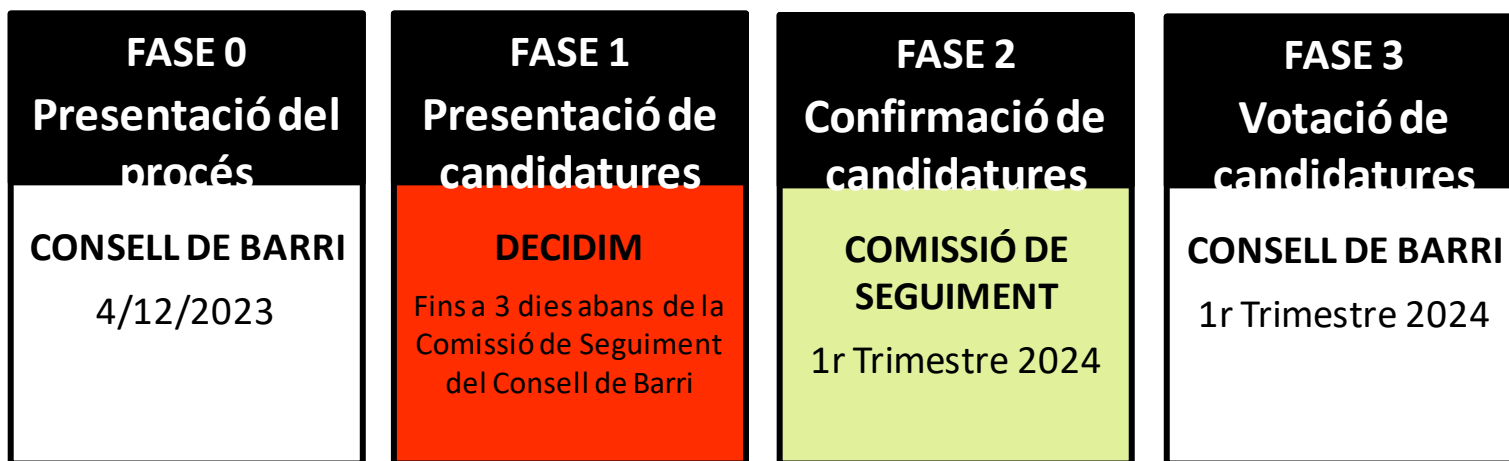 FASE 0
Presentació del
procés
CONSELL DE BARRI
4/12/2023
FASE 1
Presentació de
candidatures
DECIDIM
Fins a 3 dies abans de la
Comissió de Seguiment
del Consell de Barri
FASE 2
Confirmació de
candidatures
COMISSIÓ DE
SEGUIMENT
1r Trimestre 2024
FASE 3
Votació de
candidatures
CONSELL DE BARRI
1r Trimestre 2024